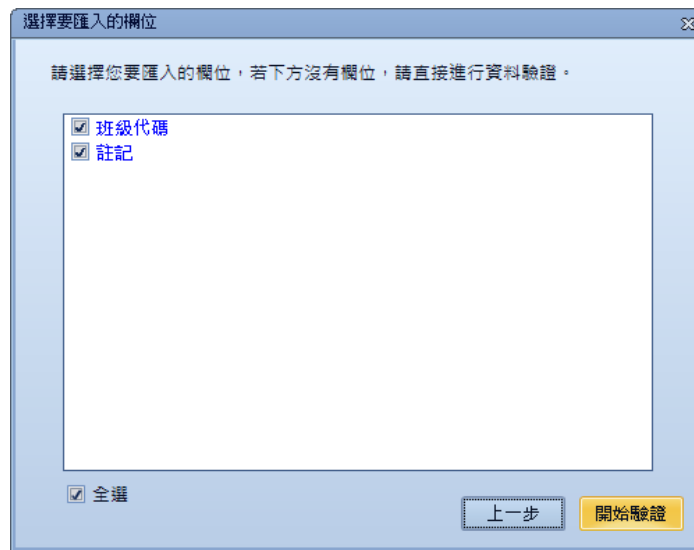 選擇要匯入的欄位
請選擇您要匯入的欄位，若下方沒有欄位，請直接進行資料驗證。
班級代碼
註記
全選
上一步
開始驗證